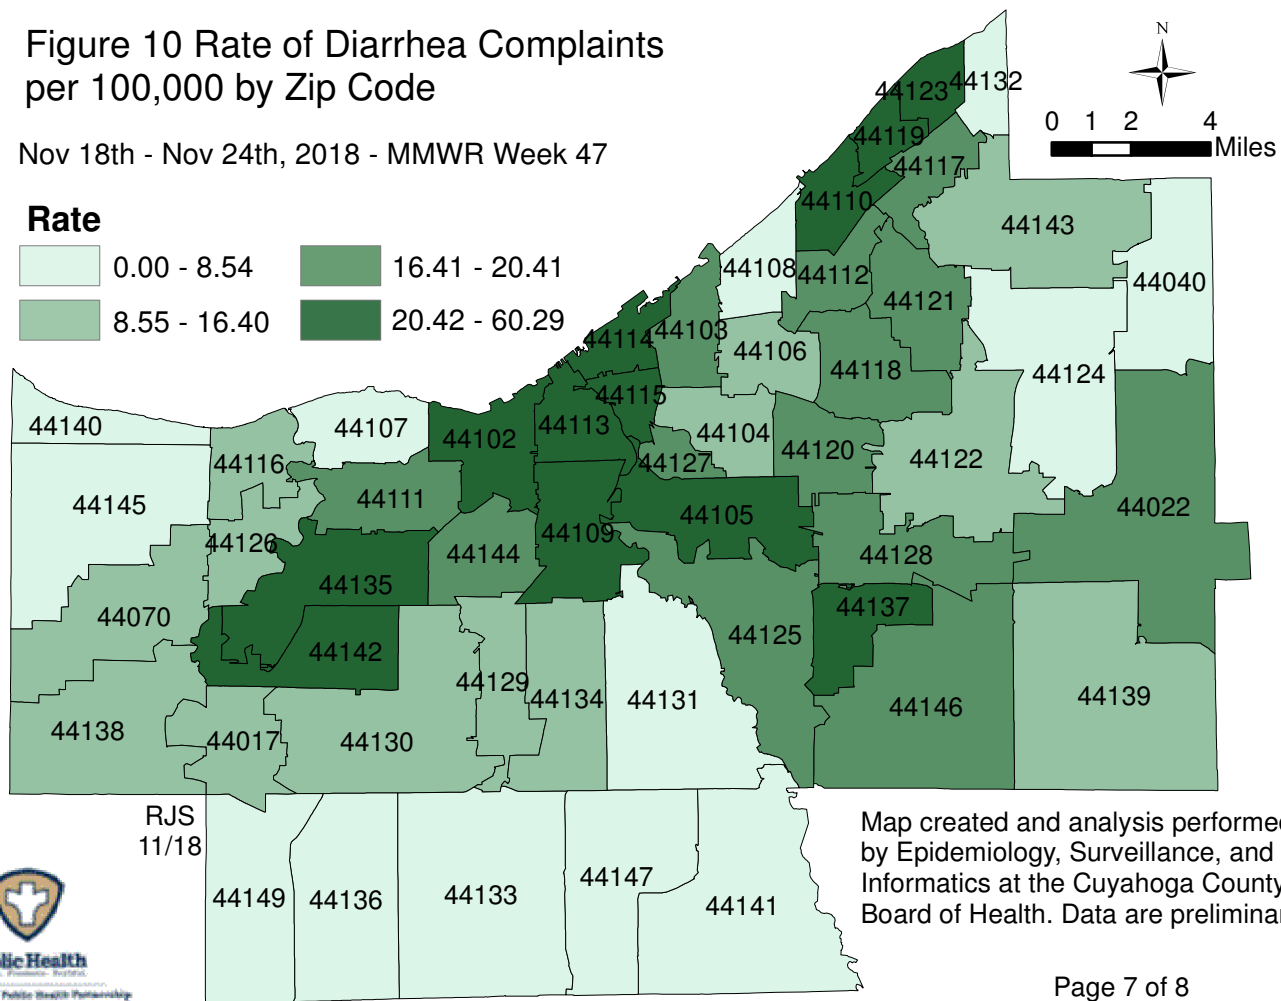 Figure 10 Rate of Diarrhea Complaints
per 100,000 by Zip Code
Nov 18th - Nov 24th, 2018 - MMWR Week 47
Rate
0.00 - 8.54
16.41 - 20.41
8.55 - 16.40
20.42 - 60.29
N
0 1 2 4
Miles
44123
44132
44119
44117
44110
44143
44108
44112
44040
44121
44114
44103
44106
44118
44124
44115
44140
44107
44102
44113
44104
44120
44122
44116
44127
44145
44111
44105
44022
44126
44109
44144
44128
44135
44070
44137
44125
44142
44129
44134
44131
44146
44139
44138
44017
44130
RJS
11/18
44149
44136
44133
44147
44141
Map created and analysis performed
by Epidemiology, Surveillance, and
Informatics at the Cuyahoga County
Board of Health. Data are preliminar
lic Health
Public Health Partnership
Page 7 of 8